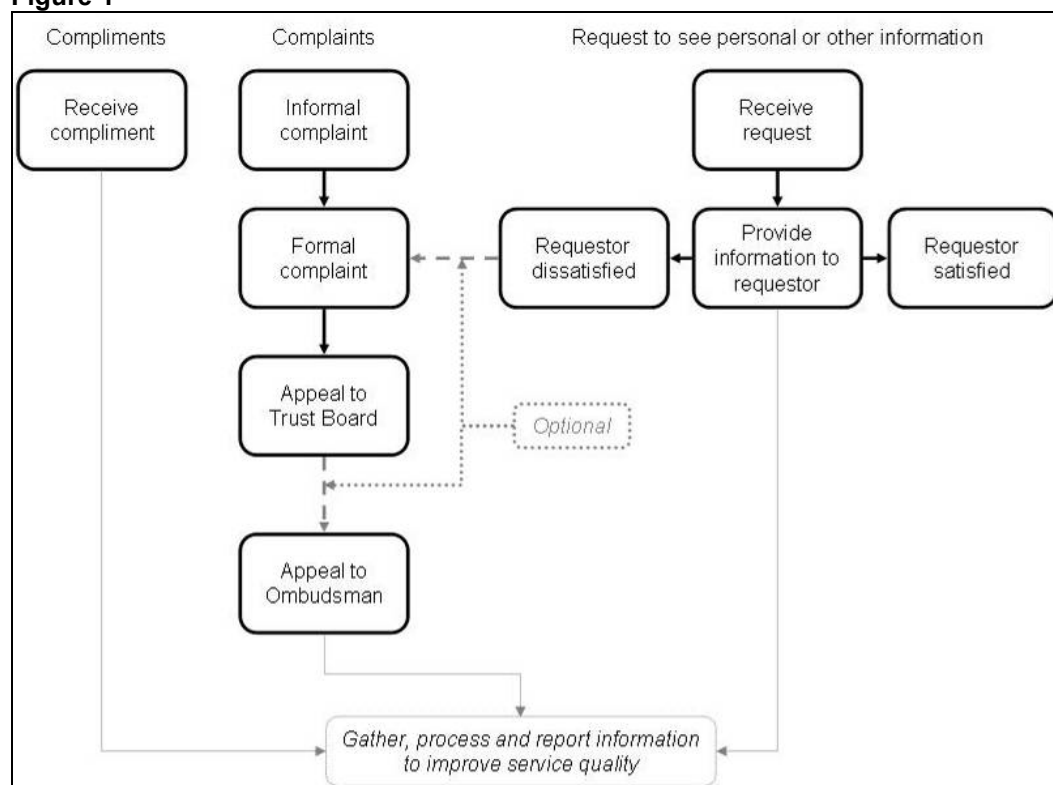 Compliments
Complaints
Request to see personal or other information
Receive
compliment
Informal
complaint
Receive
request
Formal
complaint
Requestor
dissatisfied
Provide
information to
requestor
Requestor
satisfied
Appeal to
Trust Board
Optional
Appeal to
Ombudsman
Gather, process and report information
to improve service quality